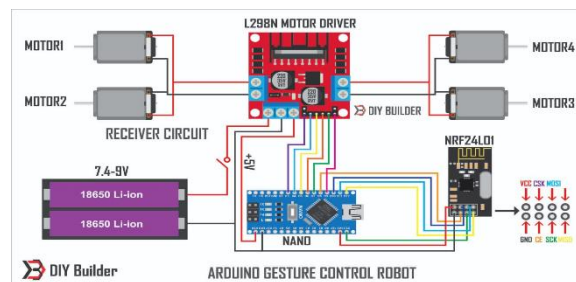 L298N MOTOR DRIVER
MOTOR1
MOTOR4
MOTOR2
MOTOR3
RECEIVER CIRCUIT
DIY BUILDER
NRF24L01
7.4-9V
+5V
18650 Li-ion
18650 Li-ion
VCC CSK MOSI
GND CE SCK
NANO
DIY Builder
ARDUINO GESTURE CONTROL ROBOT